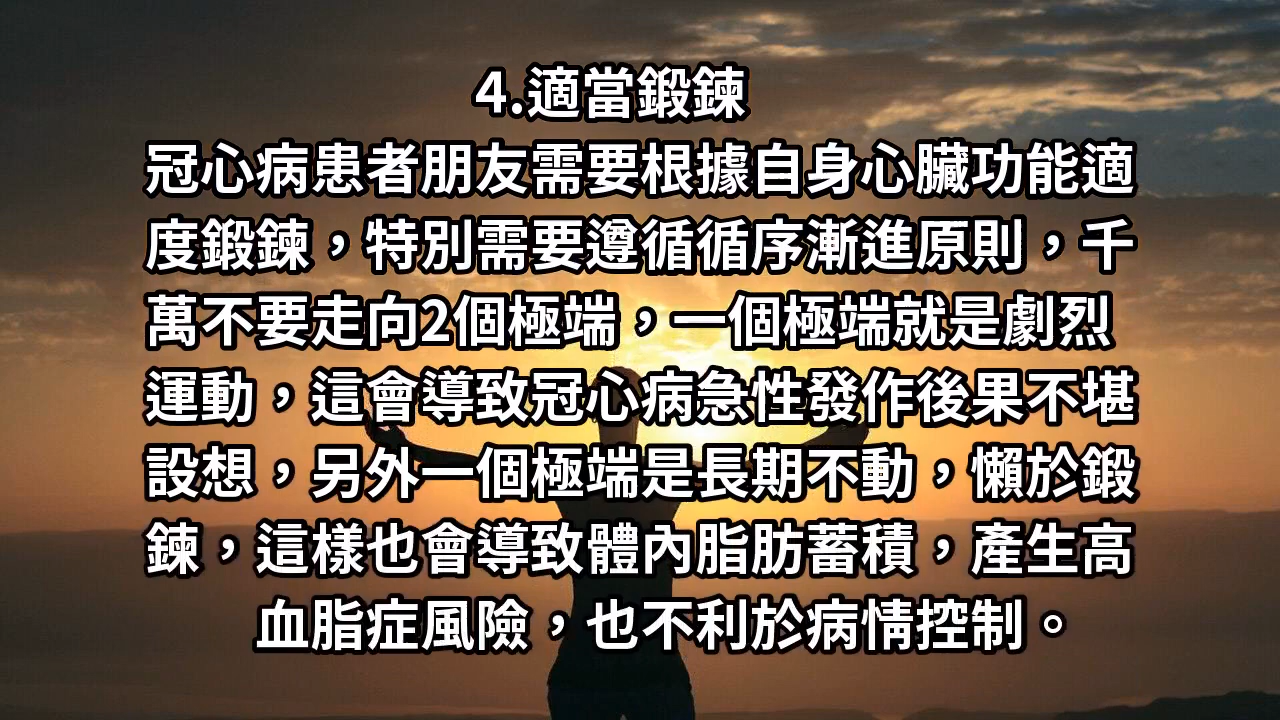 4.適當鍛鍊
冠心病患者朋友需要根據自身心臟功能適
度鍛鍊，特別需要遵循循序漸進原則，千
萬不要走向2個極端，一個極端就是劇烈
運動，這會導致冠心病急性發作後果不堪
設想，另外一個極端是長期不動，懶於鍛
鍊，這樣也會導致體內脂肪蓄積，產生高
血脂症風險，也不利於病情控制。